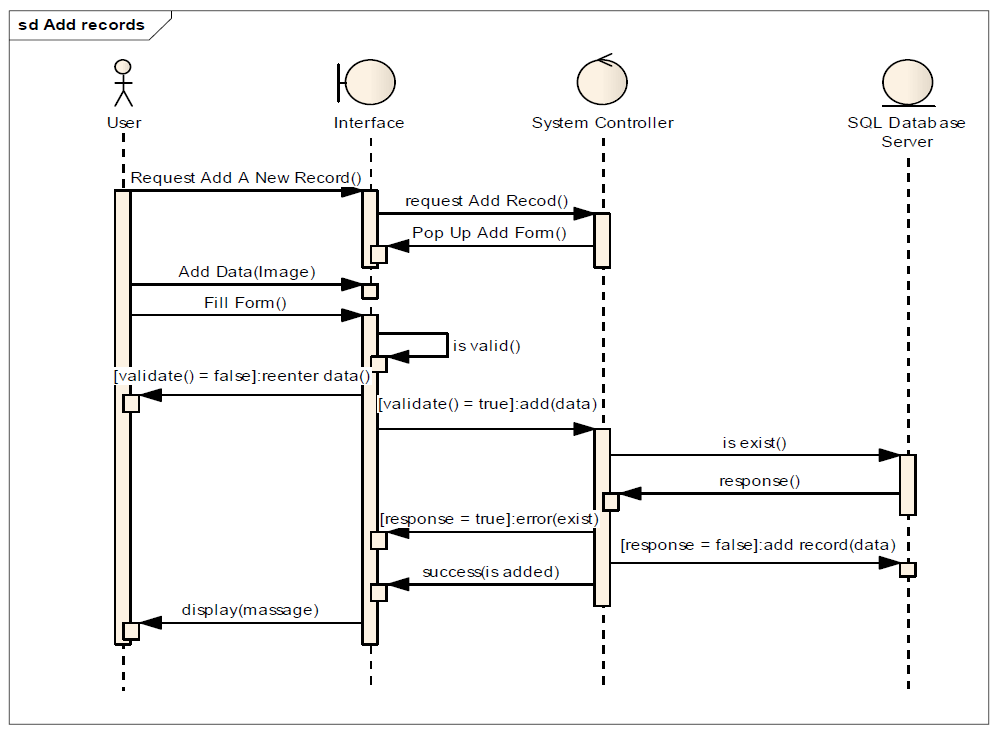 sd Add records
User
Interface
System Controller
SQL Database
Server
Request Add A New Record()
request Add Recod()
Pop Up Add Form()
Add Data(Image)
Fill Form()
is valid()
[validate() = false]:reenter data()
[validate() = true]:add(data)
is exist()
response()
[response = true]:error(exist)
[response = false]:add record(data)
success(is added)
display(massage)